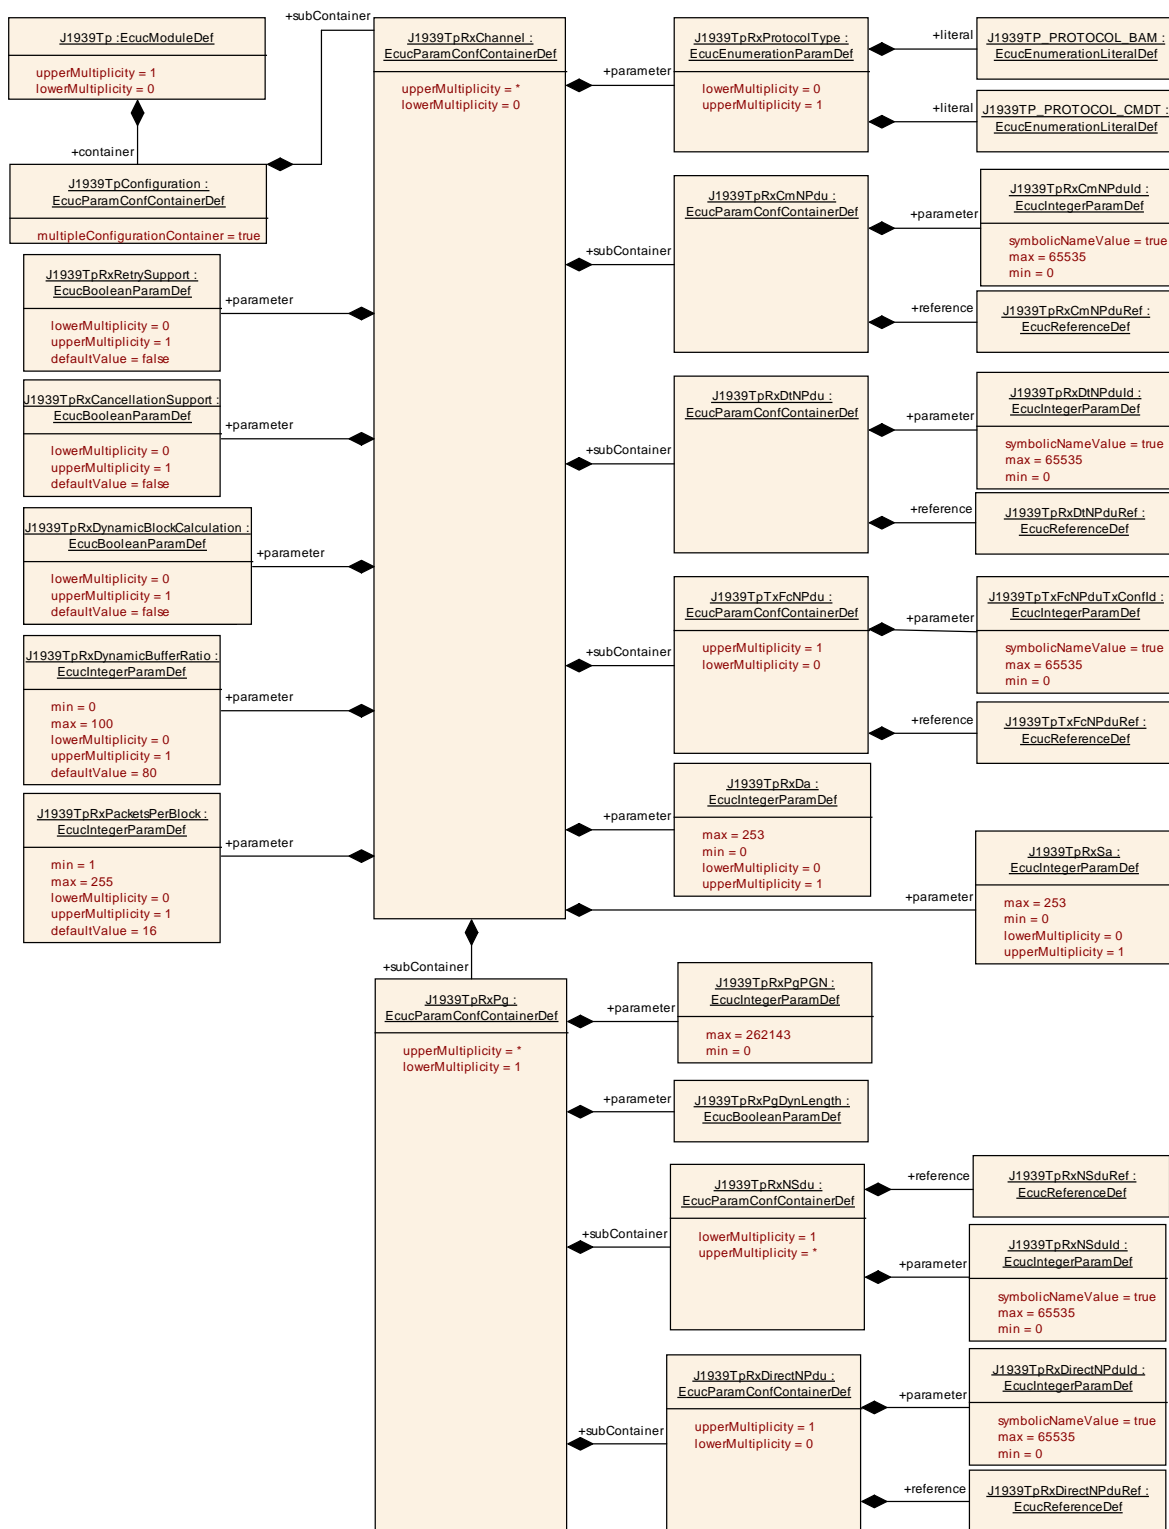 J1939Tp :EcucModuleDef
upperMultiplicity = 1
lowerMultiplicity = 0
+container
J1939TpConfiguration :
EcucParamConfContainerDef
multipleConfigurationContainer = true
+subContainer
J1939TpRxChannel :
EcucParamConfContainerDef
upperMultiplicity = *
lowerMultiplicity = 0
J1939TpRxRetrySupport :
EcucBooleanParamDef
lowerMultiplicity = 0
upperMultiplicity = 1
defaultValue = false
+parameter
J1939TpRxCancellationSupport :
EcucBooleanParamDef
lowerMultiplicity = 0
upperMultiplicity = 1
defaultValue = false
+parameter
J1939TpRxDynamicBlockCalculation :
EcucBooleanParamDef
lowerMultiplicity = 0
upperMultiplicity = 1
defaultValue = false
+parameter
J1939TpRxDynamicBufferRatio :
EcucIntegerParamDef
min = 0
max = 100
lowerMultiplicity = 0
upperMultiplicity = 1
defaultValue = 80
+parameter
J1939TpRxPacketsPerBlock :
EcucIntegerParamDef
min = 1
max = 255
lowerMultiplicity = 0
upperMultiplicity = 1
defaultValue = 16
+parameter
+parameter
J1939TpRxProtocolType :
EcucEnumerationParamDef
lowerMultiplicity = 0
upperMultiplicity = 1
+literal
J1939TP_PROTOCOL_BAM :
EcucEnumerationLiteralDef
+literal
J1939TP_PROTOCOL_CMDT :
EcucEnumerationLiteralDef
+subContainer
J1939TpRxCmNPdu :
EcucParamConfContainerDef
+parameter
J1939TpRxCmNPduId :
EcucIntegerParamDef
symbolicNameValue = true
max = 65535
min = 0
+reference
J1939TpRxCmNPduRef :
EcucReferenceDef
+subContainer
J1939TpRxDtNPdu :
EcucParamConfContainerDef
+parameter
J1939TpRxDtNPduId :
EcucIntegerParamDef
symbolicNameValue = true
max = 65535
min = 0
+reference
J1939TpRxDtNPduRef :
EcucReferenceDef
+subContainer
J1939TpTxFcNPdu :
EcucParamConfContainerDef
upperMultiplicity = 1
lowerMultiplicity = 0
+parameter
J1939TpTxFcNPduTxConfId :
EcucIntegerParamDef
symbolicNameValue = true
max = 65535
min = 0
+reference
J1939TpTxFcNPduRef :
EcucReferenceDef
+parameter
J1939TpRxDa :
EcucIntegerParamDef
max = 253
min = 0
lowerMultiplicity = 0
upperMultiplicity = 1
+parameter
J1939TpRxSa :
EcucIntegerParamDef
max = 253
min = 0
lowerMultiplicity = 0
upperMultiplicity = 1
+subContainer
J1939TpRxPg :
EcucParamConfContainerDef
upperMultiplicity = *
lowerMultiplicity = 1
+parameter
J1939TpRxPgPGN :
EcucIntegerParamDef
max = 262143
min = 0
+parameter
J1939TpRxPgDynLength :
EcucBooleanParamDef
+subContainer
J1939TpRxNSdu :
EcucParamConfContainerDef
lowerMultiplicity = 1
upperMultiplicity = *
+reference
J1939TpRxNSduRef :
EcucReferenceDef
+parameter
J1939TpRxNSduId :
EcucIntegerParamDef
symbolicNameValue = true
max = 65535
min = 0
+subContainer
J1939TpRxDirectNPdu :
EcucParamConfContainerDef
upperMultiplicity = 1
lowerMultiplicity = 0
+parameter
J1939TpRxDirectNPduId :
EcucIntegerParamDef
symbolicNameValue = true
max = 65535
min = 0
+reference
J1939TpRxDirectNPduRef :
EcucReferenceDef